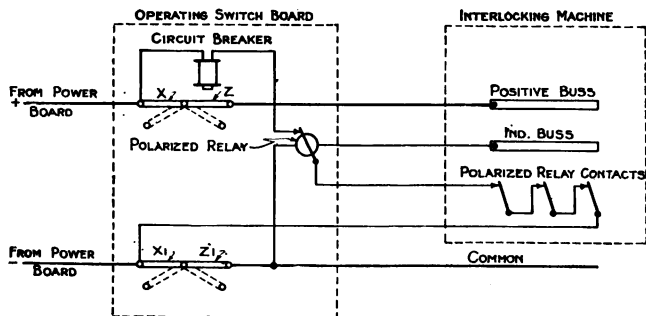 OPERATING SWITCH BOARD
INTERLOCKING MACHINE
CIRCUIT BREAKER
FROM POWER
+
BOARD
X
Z
POSITIVE BUSS
IND. BUSS
POLARIZED RELAY
POLARIZED RELAY CONTACTS
FROM POWER
-
BOARD
X1
Z1
COMMON